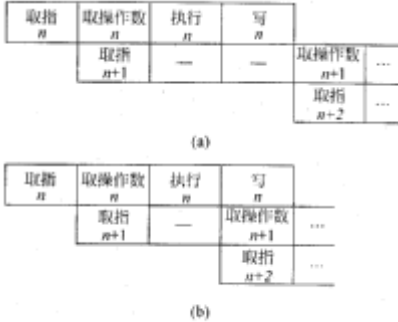 取指 取操作数 执行 写
n n n n
取指 — — 取操作数 …
n+1 n+1
取指 …
n+2
(a)
取指 取操作数 执行 写
n n n n
取指 — 取操作数 …
n+1 n+1
取指 …
n+2
(b)